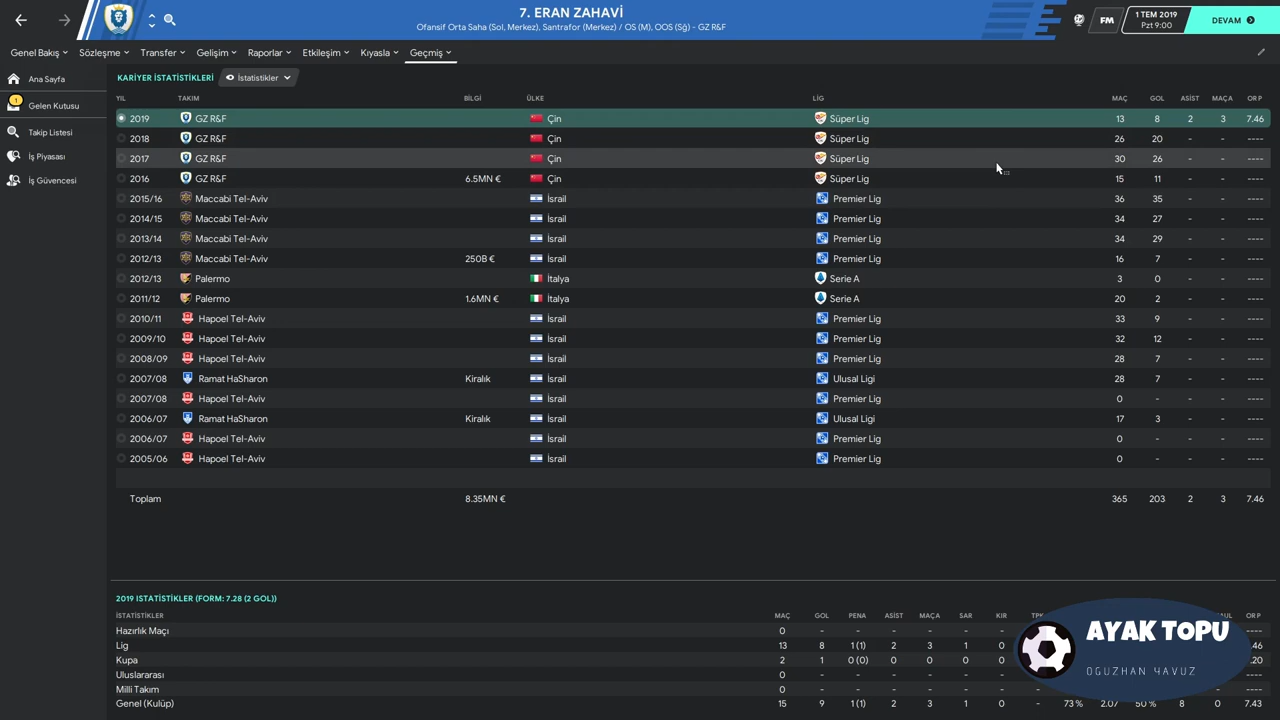 7. ERAN ZAHAVİ
Ofansif Orta Saha (Sol, Merkez), Santrafor (Merkez) / OS (M), OOS (Sğ) - GZ R&F
FM
1 TEM 2019
Pzt 9:00
DEVAM
Genel Bakış Sözleşme Transfer Gelişim Raporlar Etkileşim Kıyasla Geçmiş
Ana Sayfa
1
Gelen Kutusu
Takip Listesi
İş Piyasası
İş Güvencesi
KARİYER İSTATİSTİKLERİ İstatistikler
YIL TAKIM BİLGİ ÜLKE LİG MAÇ GOL ASİST MAÇA OR P
2019 GZ R&F Çin Süper Lig 13 8 2 3 7.46
2018 GZ R&F Çin Süper Lig 26 20 - - ----
2017 GZ R&F Çin Süper Lig 30 26 - - ----
2016 GZ R&F 6.5MN € Çin Süper Lig 15 11 - - ----
2015/16 Maccabi Tel-Aviv İsrail Premier Lig 36 35 - - ----
2014/15 Maccabi Tel-Aviv İsrail Premier Lig 34 27 - - ----
2013/14 Maccabi Tel-Aviv İsrail Premier Lig 34 29 - - ----
2012/13 Maccabi Tel-Aviv 250B € İsrail Premier Lig 16 7 - - ----
2012/13 Palermo İtalya Serie A 3 0 - - ----
2011/12 Palermo 1.6MN € İtalya Serie A 20 2 - - ----
2010/11 Hapoel Tel-Aviv İsrail Premier Lig 33 9 - - ----
2009/10 Hapoel Tel-Aviv İsrail Premier Lig 32 12 - - ----
2008/09 Hapoel Tel-Aviv İsrail Premier Lig 28 7 - - ----
2007/08 Ramat HaSharon Kiralık İsrail Ulusal Ligi 28 7 - - ----
2007/08 Hapoel Tel-Aviv İsrail Premier Lig 0 - - - ----
2006/07 Ramat HaSharon Kiralık İsrail Ulusal Ligi 17 3 - - ----
2006/07 Hapoel Tel-Aviv İsrail Premier Lig 0 - - - ----
2005/06 Hapoel Tel-Aviv İsrail Premier Lig 0 - - - ----
Toplam 8.35MN € 365 203 2 3 7.46
2019 ISTATİSTİKLER (FORM: 7.28 (2 GOL))
İSTATİSTİKLER MAÇ GOL PENA ASİST MAÇA SAR KIR OR P
Hazırlık Maçı 0 - - - - - - ----
Lig 13 8 1 (1) 2 3 1 0 .46
Kupa 2 1 0 (0) 0 0 0 0 .20
Uluslararası 0 - - - - - - ----
Milli Takım 0 - - - - - - ----
Genel (Kulüp) 15 9 1 (1) 2 3 1 0 - 73 % 2.07 50 % 8 0 7.43
AYAK TOPU
OGUZHAN YAVUZ